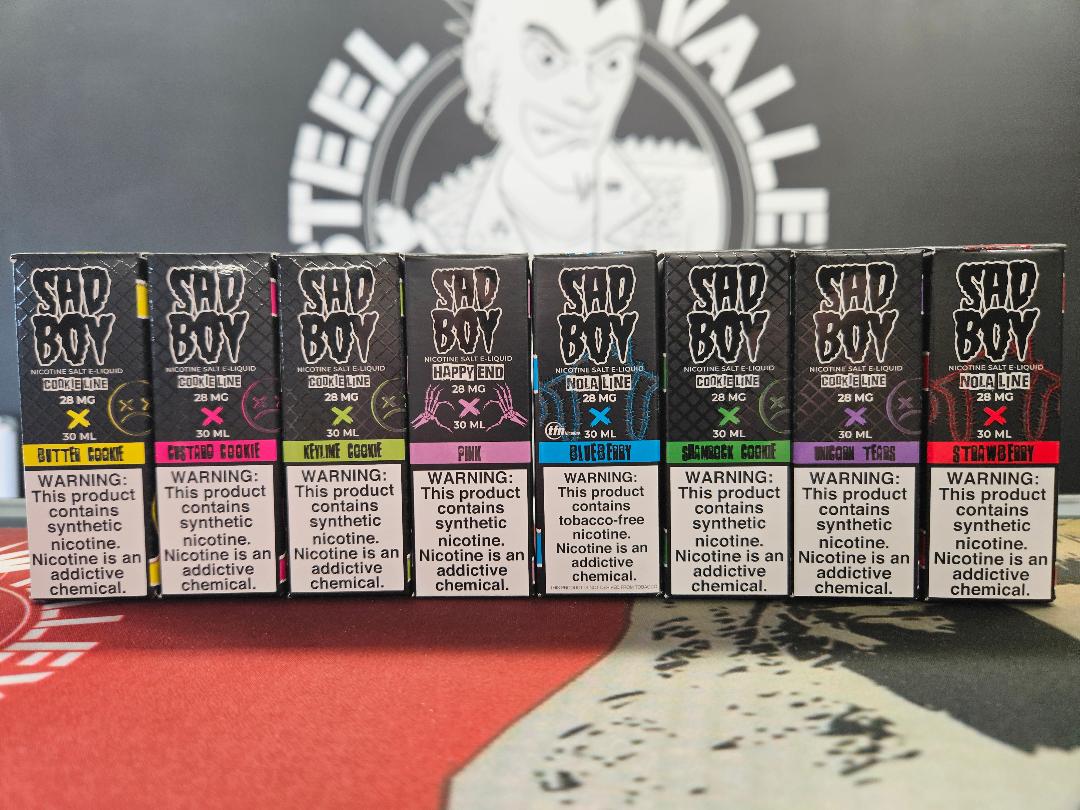 STEEL VALLE
SAD
BOY
NICOTINE SALT E-LIQUID
COOKIE LINE
28 MG
X
30 ML
BUTTER COOKIE
WARNING:
This product
contains
synthetic
nicotine.
Nicotine is an
addictive
chemical.
SAD
BOY
NICOTINE SALT E-LIQUID
COOKIE LINE
28 MG
X
30 ML
CUSTARD COOKIE
WARNING:
This product
contains
synthetic
nicotine.
Nicotine is an
addictive
chemical.
SAD
BOY
NICOTINE SALT E-LIQUID
COOKIE LINE
28 MG
X
30 ML
KEYLIME COOKIE
WARNING:
This product
contains
synthetic
nicotine.
Nicotine is an
addictive
chemical.
SAD
BOY
NICOTINE SALT E-LIQUID
HAPPY END
28 MG
X
30 ML
PINK
WARNING:
This product
contains
synthetic
nicotine.
Nicotine is an
addictive
chemical.
SAD
BOY
NICOTINE SALT E-LIQUID
NOLA LINE
28 MG
X
30 ML
BLUEBERRY
WARNING:
This product
contains
tobacco-free
nicotine.
Nicotine is an
addictive
chemical.
SAD
BOY
NICOTINE SALT E-LIQUID
COOKIE LINE
28 MG
X
30 ML
SHAMROCK COOKIE
WARNING:
This product
contains
synthetic
nicotine.
Nicotine is an
addictive
chemical.
SAD
BOY
NICOTINE SALT E-LIQUID
COOKIE LINE
28 MG
X
30 ML
UNICORN TEARS
WARNING:
This product
contains
synthetic
nicotine.
Nicotine is an
addictive
chemical.
SAD
BOY
NICOTINE SALT E-LIQUID
NOLA LINE
28 MG
X
30 ML
STRAWBERRY
WARNING:
This product
contains
synthetic
nicotine.
Nicotine is an
addictive
chemical.